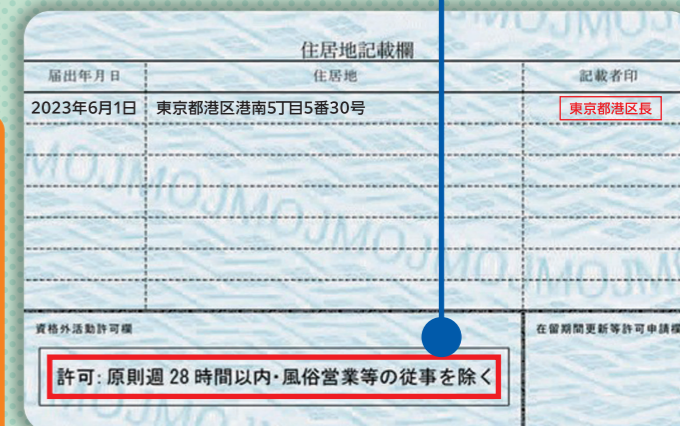 住居地記載欄
届出年月日 住居地 記載者印
2023年6月1日 東京都港区港南5丁目5番30号 東京都港区長
MOJMOJMOJMOJMOJMOJ
資格外活動許可欄 在留期間更新等許可申請欄
許可: 原則週 28 時間以内・風俗営業等の従事を除く